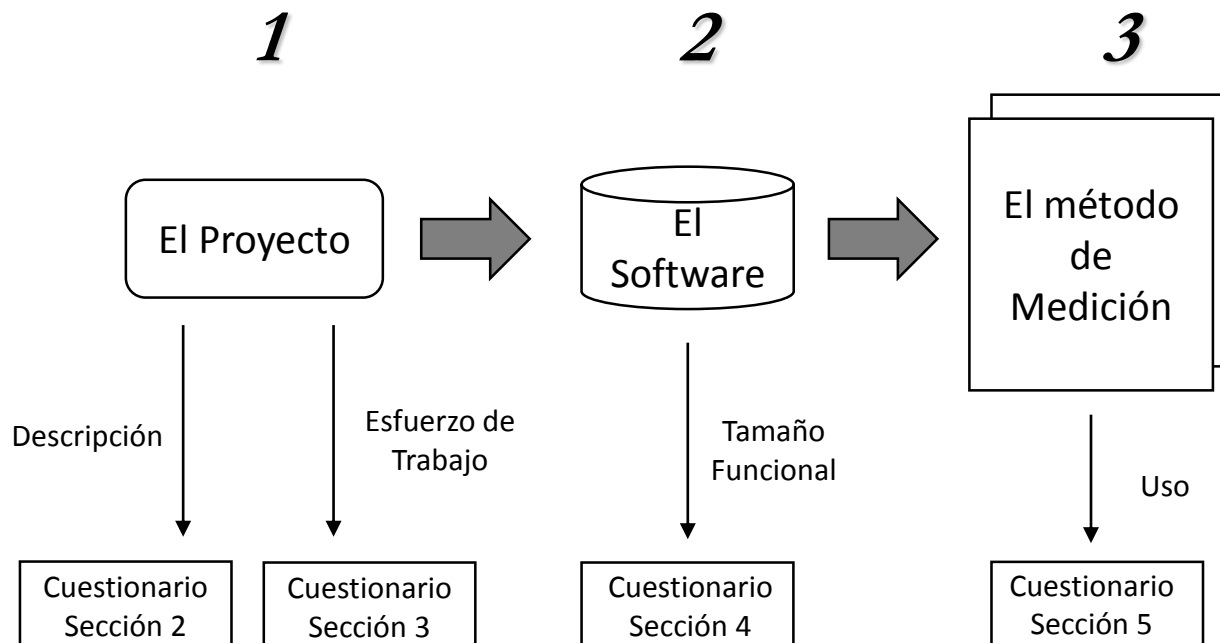 1
2
3
El Proyecto
El
Software
El método
de
Medición
Descripción
Esfuerzo de
Trabajo
Tamaño
Funcional
Uso
Cuestionario
Sección 2
Cuestionario
Sección 3
Cuestionario
Sección 4
Cuestionario
Sección 5